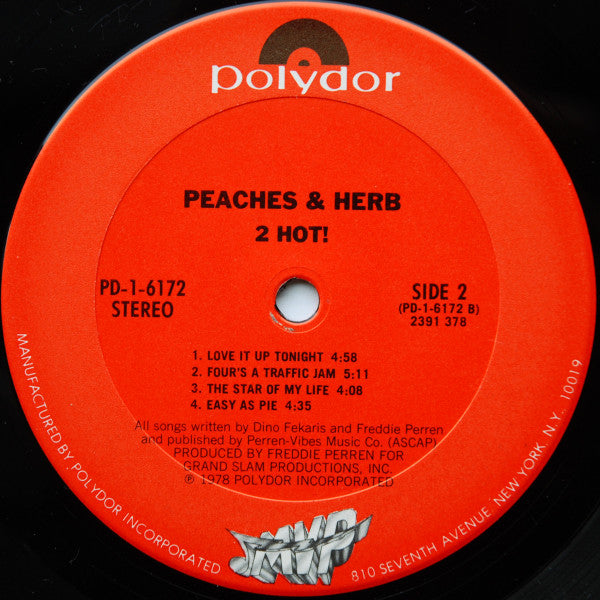 polydor
PEACHES & HERB
2 HOT!
PD-1-6172
STEREO
SIDE 2
(PD-1-6172 B)
2391 378
1. LOVE IT UP TONIGHT 4:58
2. FOUR'S A TRAFFIC JAM 5:11
3. THE STAR OF MY LIFE 4:08
4. EASY AS PIE 4:35
All songs written by Dino Fekaris and Freddie Perren
and published by Perren-Vibes Music Co. (ASCAP)
PRODUCED BY FREDDIE PERREN FOR
GRAND SLAM PRODUCTIONS, INC.
℗ 1978 POLYDOR INCORPORATED
MVP
MANUFACTURED BY POLYDOR INCORPORATED
810 SEVENTH AVENUE, NEW YORK, N.Y. 10019